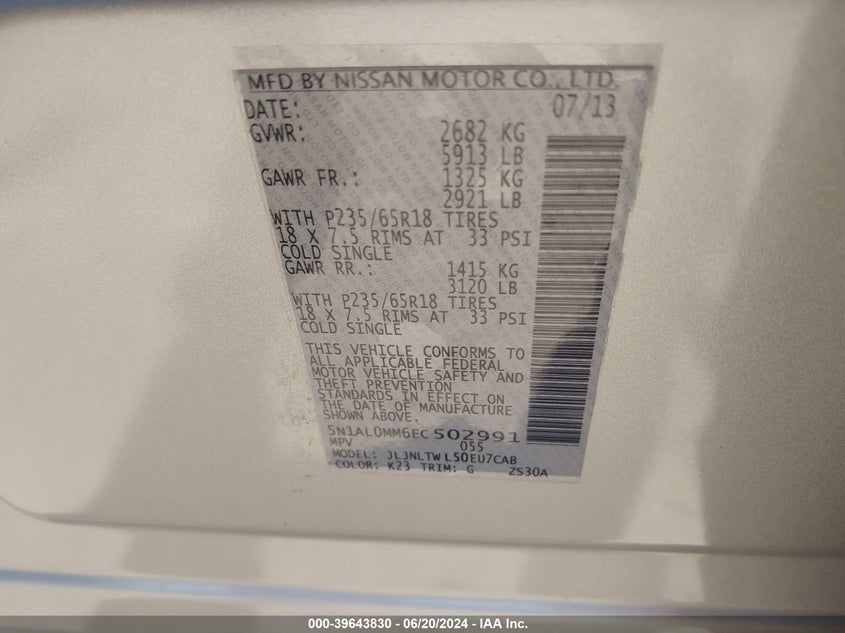 MFD BY NISSAN MOTOR CO., LTD.
DATE: 07/13
GVWR: 2682 KG
5913 LB
GAWR FR.: 1325 KG
2921 LB
WITH P235/65R18 TIRES
18 X 7.5 RIMS AT 33 PSI
COLD SINGLE
GAWR RR.: 1415 KG
3120 LB
WITH P235/65R18 TIRES
18 X 7.5 RIMS AT 33 PSI
COLD SINGLE
THIS VEHICLE CONFORMS TO
ALL APPLICABLE FEDERAL
MOTOR VEHICLE SAFETY AND
THEFT PREVENTION
STANDARDS IN EFFECT ON
THE DATE OF MANUFACTURE
SHOWN ABOVE.
5N1AL0MM6EC502991
MPV 055
MODEL: JLJNLTWL50EU7CAB
COLOR: K23 TRIM: G ZS30A
000-39643830 - 06/20/2024 - IAA Inc.